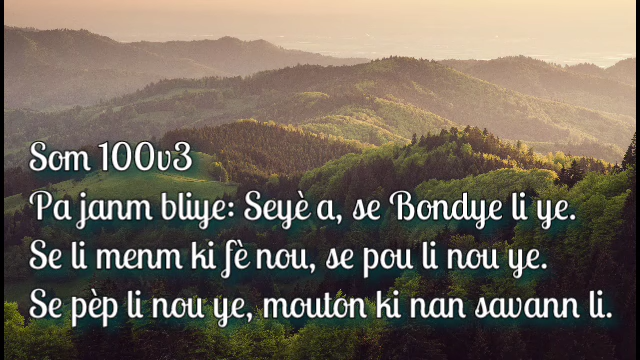 Som 100v3
Pa janm bliye: Seyè a, se Bondye li ye.
Se li menm ki fè nou, se pou li nou ye.
Se pèp li nou ye, mouton ki nan savann li.